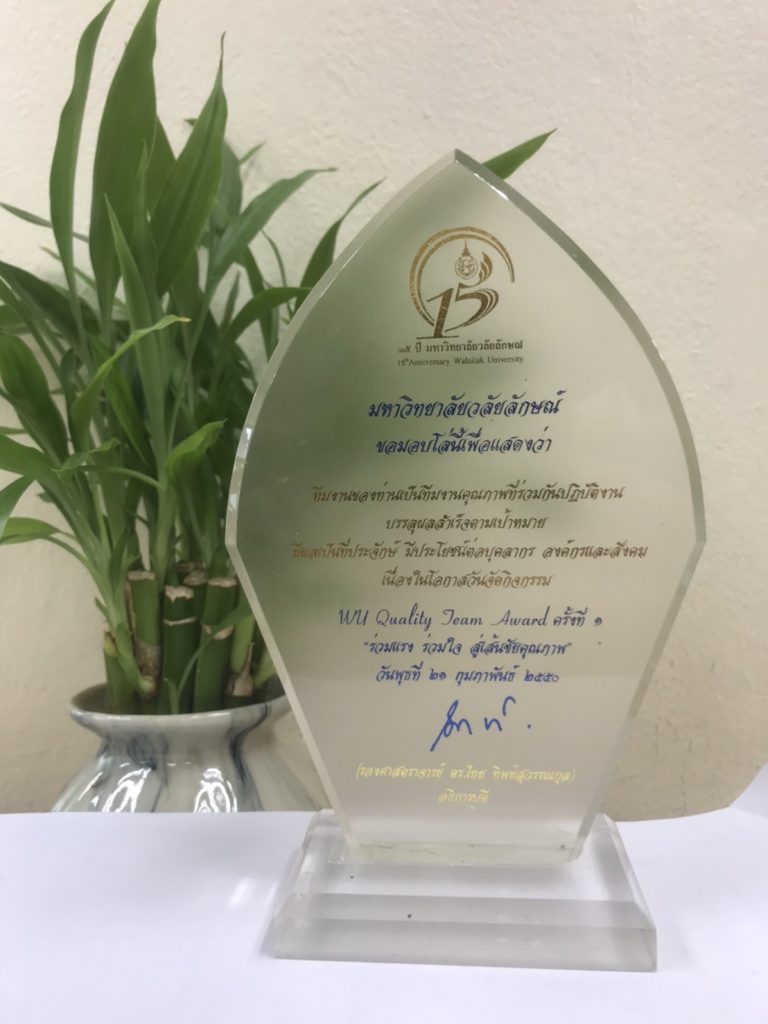 15
๑๕ ปี มหาวิทยาลัยวลัยลักษณ์
15th Anniversary Walailak University
มหาวิทยาลัยวลัยลักษณ์
ขอมอบโล่นี้เพื่อแสดงว่า
ทีมงานของท่านเป็นทีมงานคุณภาพที่ร่วมกันปฏิบัติงาน
บรรลุผลสำเร็จตามเป้าหมาย
มีผลเป็นที่ประจักษ์ มีประโยชน์ต่อบุคลากร องค์กรและสังคม
เนื่องในโอกาสวันจัดกิจกรรม
WU Quality Team Award ครั้งที่ ๑
"ร่วมแรง ร่วมใจ สู่เส้นชัยคุณภาพ"
วันพุธที่ ๒๑ กุมภาพันธ์ ๒๕๕๐
(รองศาสตราจารย์ ดร.ไทย ทิพย์สุวรรณกุล)
อธิการบดี